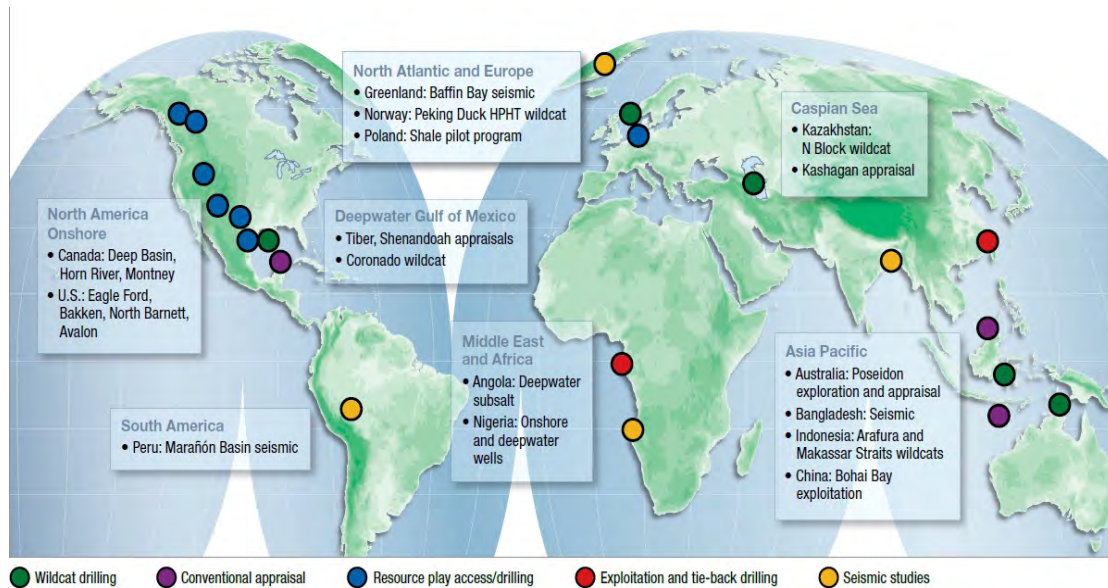 North Atlantic and Europe
• Greenland: Baffin Bay seismic
• Norway: Peking Duck HPHT wildcat
• Poland: Shale pilot program
Caspian Sea
• Kazakhstan:
N Block wildcat
• Kashagan appraisal
North America
Onshore
• Canada: Deep Basin,
Horn River, Montney
• U.S.: Eagle Ford,
Bakken, North Barnett,
Avalon
Deepwater Gulf of Mexico
• Tiber, Shenandoah appraisals
• Coronado wildcat
Middle East
and Africa
• Angola: Deepwater
subsalt
• Nigeria: Onshore
and deepwater
wells
Asia Pacific
• Australia: Poseidon
exploration and appraisal
• Bangladesh: Seismic
• Indonesia: Arafura and
Makassar Straits wildcats
• China: Bohai Bay
exploitation
South America
• Peru: Marañón Basin seismic
Wildcat drilling
Conventional appraisal
Resource play access/drilling
Exploitation and tie-back drilling
Seismic studies